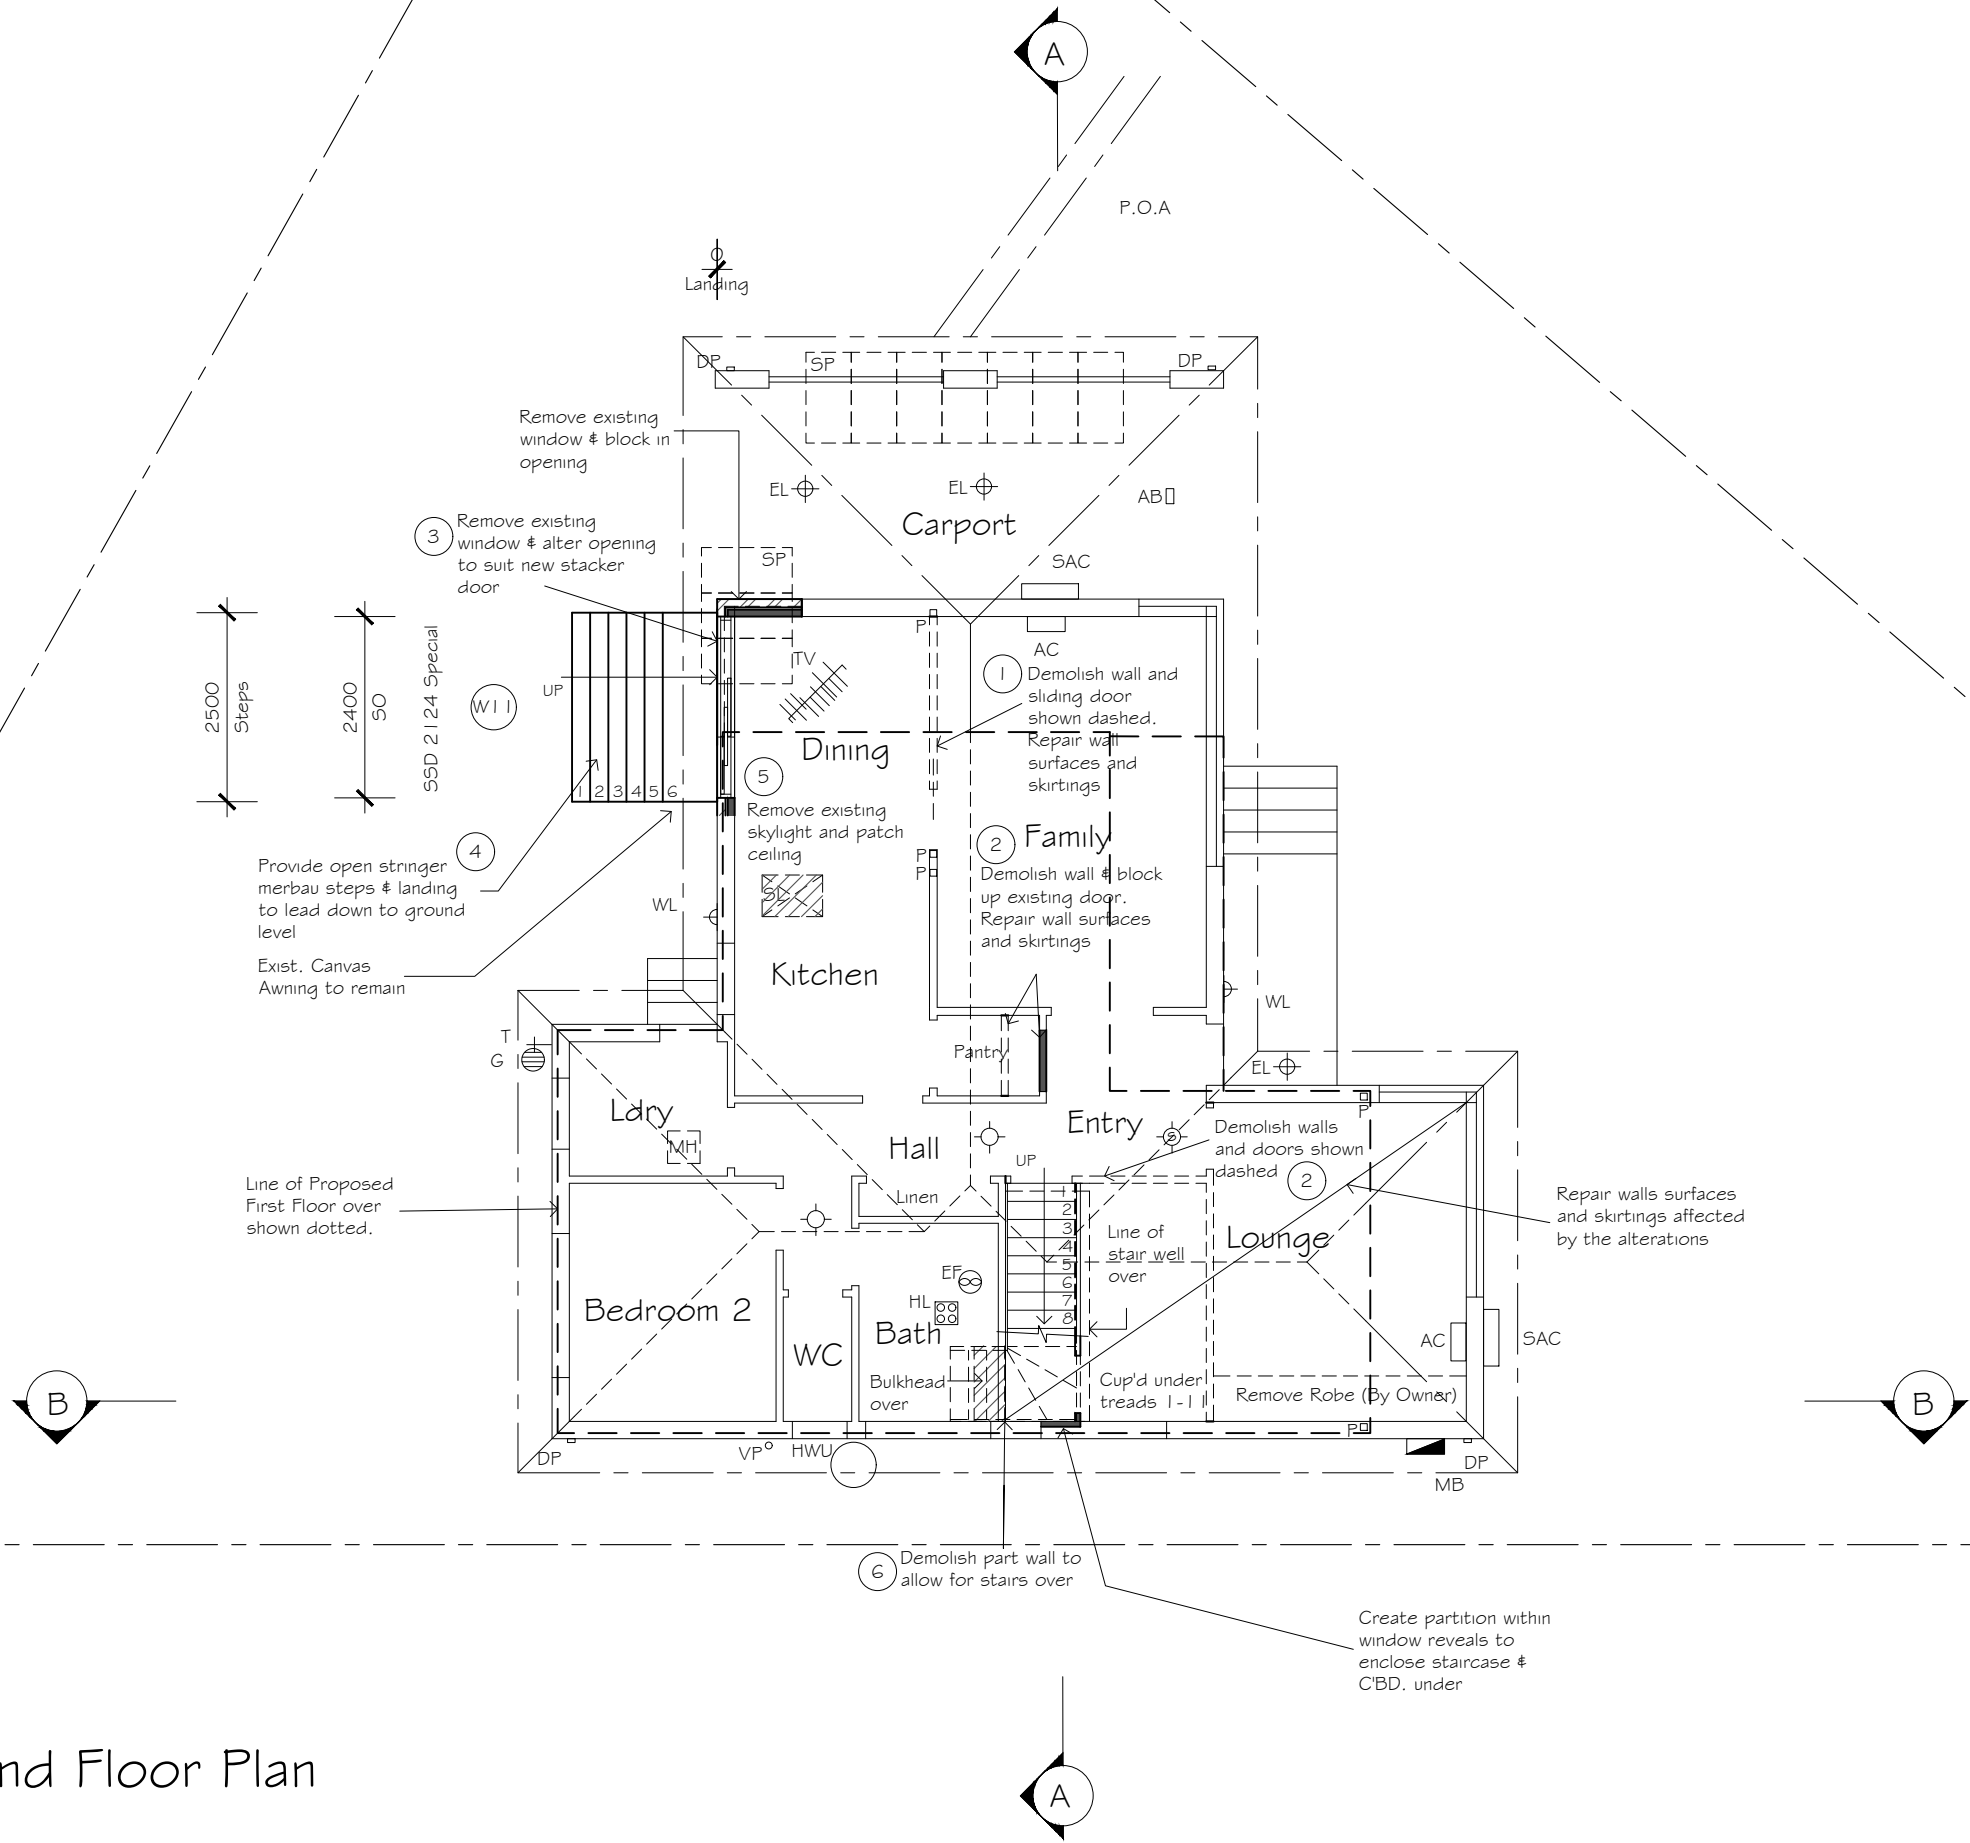 A
P.O.A
O
Landing
DP
SP
DP
Remove existing
window & block in
opening
EL
EL
AB
Carport
3
Remove existing
window & alter opening
to suit new stacker
door
SP
SAC
P
AC
TV
1
Demolish wall and
sliding door
shown dashed.
Repair wall
surfaces and
skirtings
2500
Steps
2400
SO
SSD 2124 Special
W11
UP
Dining
5
Remove existing
skylight and patch
ceiling
1 2 3 4 5 6
Family
2
Demolish wall & block
up existing door.
Repair wall surfaces
and skirtings
P
P
4
Provide open stringer
merbau steps & landing
to lead down to ground
level
SL
WL
Exist. Canvas
Awning to remain
Kitchen
WL
T
G
Pantry
EL
Ldry
MH
Hall
Entry
S
P
Demolish walls
and doors shown
dashed
2
UP
Line of Proposed
First Floor over
shown dotted.
Linen
1
2
3
4
5
6
7
8
Line of
stair well
over
Lounge
Repair walls surfaces
and skirtings affected
by the alterations
EF
HL
Bedroom 2
Bath
WC
AC
SAC
B
Bulkhead
over
Cup'd under
treads 1-11
Remove Robe (By Owner)
B
P
DP
VP
HWU
DP
MB
6
Demolish part wall to
allow for stairs over
Create partition within
window reveals to
enclose staircase &
C'BD. under
nd Floor Plan
A